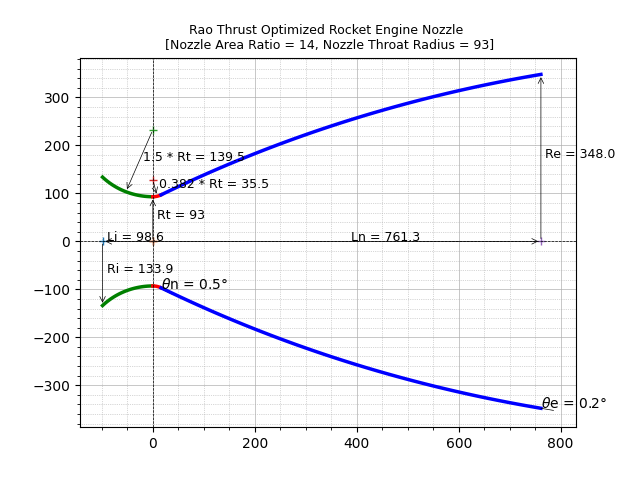 Rao Thrust Optimized Rocket Engine Nozzle
[Nozzle Area Ratio = 14, Nozzle Throat Radius = 93]
300
200
100
0
−100
−200
−300
1.5 * Rt = 139.5
Re = 348.0
0.382 * Rt = 35.5
Rt = 93
Li = 98.6
Ln = 761.3
Ri = 133.9
θn = 0.5°
θe = 0.2°
0
200
400
600
800